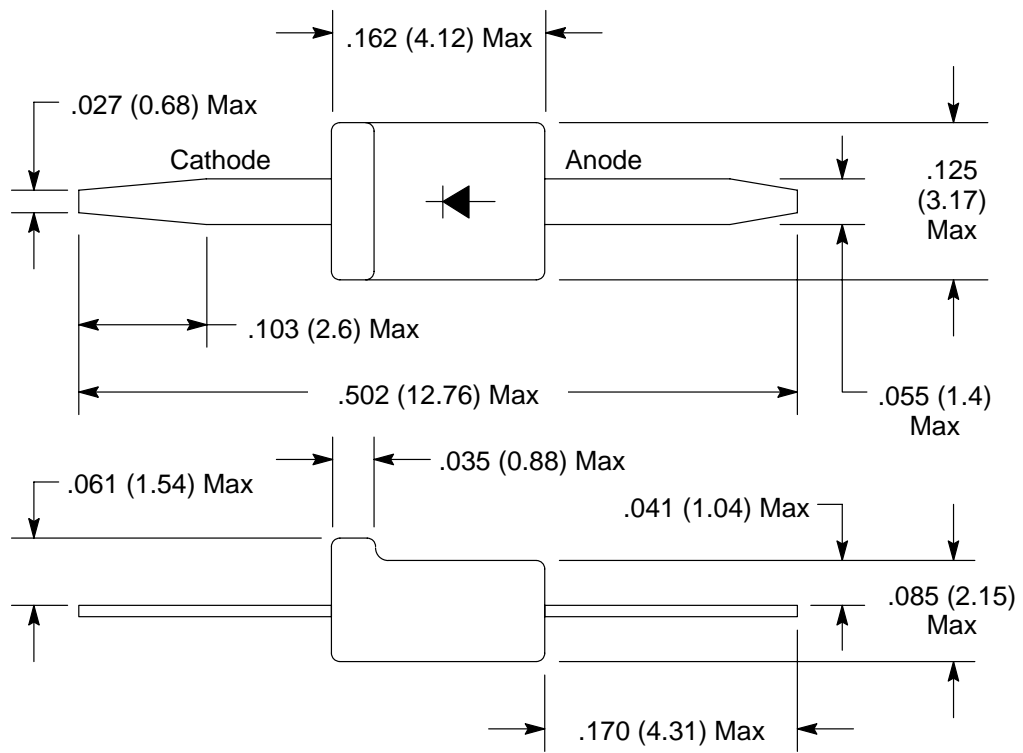 .162 (4.12) Max
.027 (0.68) Max
Cathode
Anode
.125
(3.17)
Max
.103 (2.6) Max
.502 (12.76) Max
.055 (1.4)
Max
.035 (0.88) Max
.061 (1.54) Max
.041 (1.04) Max
.085 (2.15)
Max
.170 (4.31) Max